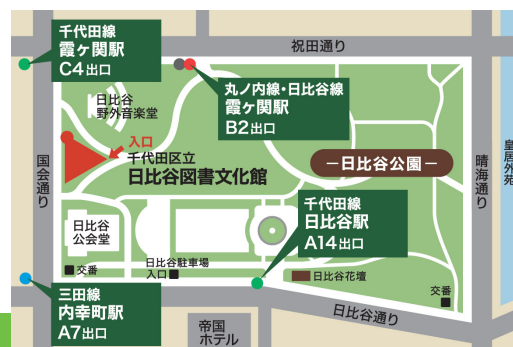 千代田線
霞ヶ関駅
C4出口
祝田通り
丸ノ内線・日比谷線
霞ヶ関駅
B2出口
日比谷
野外音楽堂
入口
千代田区立
日比谷図書文化館
日比谷公園
国会通り
晴海通り
皇居外苑
千代田線
日比谷駅
A14出口
日比谷
公会堂
日比谷駐車場
入口
交番
日比谷花壇
交番
三田線
内幸町駅
A7出口
日比谷通り
帝国
ホテル